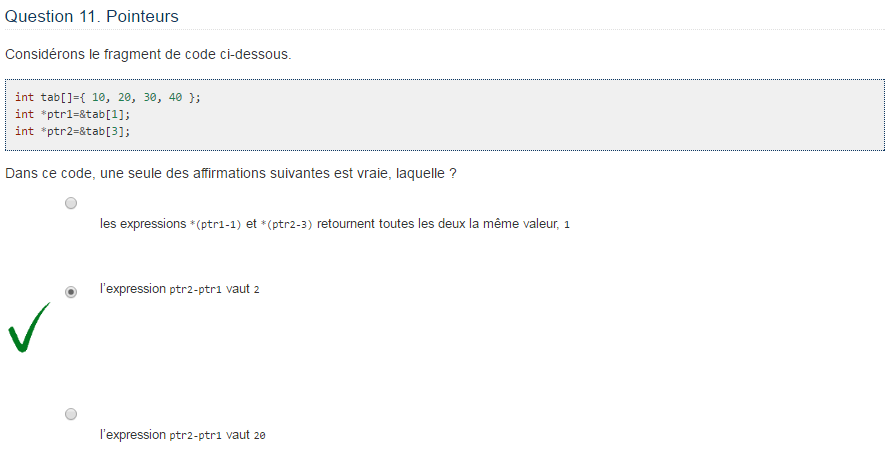 Question 11. Pointeurs
Considérons le fragment de code ci-dessous.
int tab[]={ 10, 20, 30, 40 };
int *ptr1=&tab[1];
int *ptr2=&tab[3];
Dans ce code, une seule des affirmations suivantes est vraie, laquelle ?
les expressions *(ptr1-1) et *(ptr2-3) retournent toutes les deux la même valeur, 1
l'expression ptr2-ptr1 vaut 2
l'expression ptr2-ptr1 vaut 20